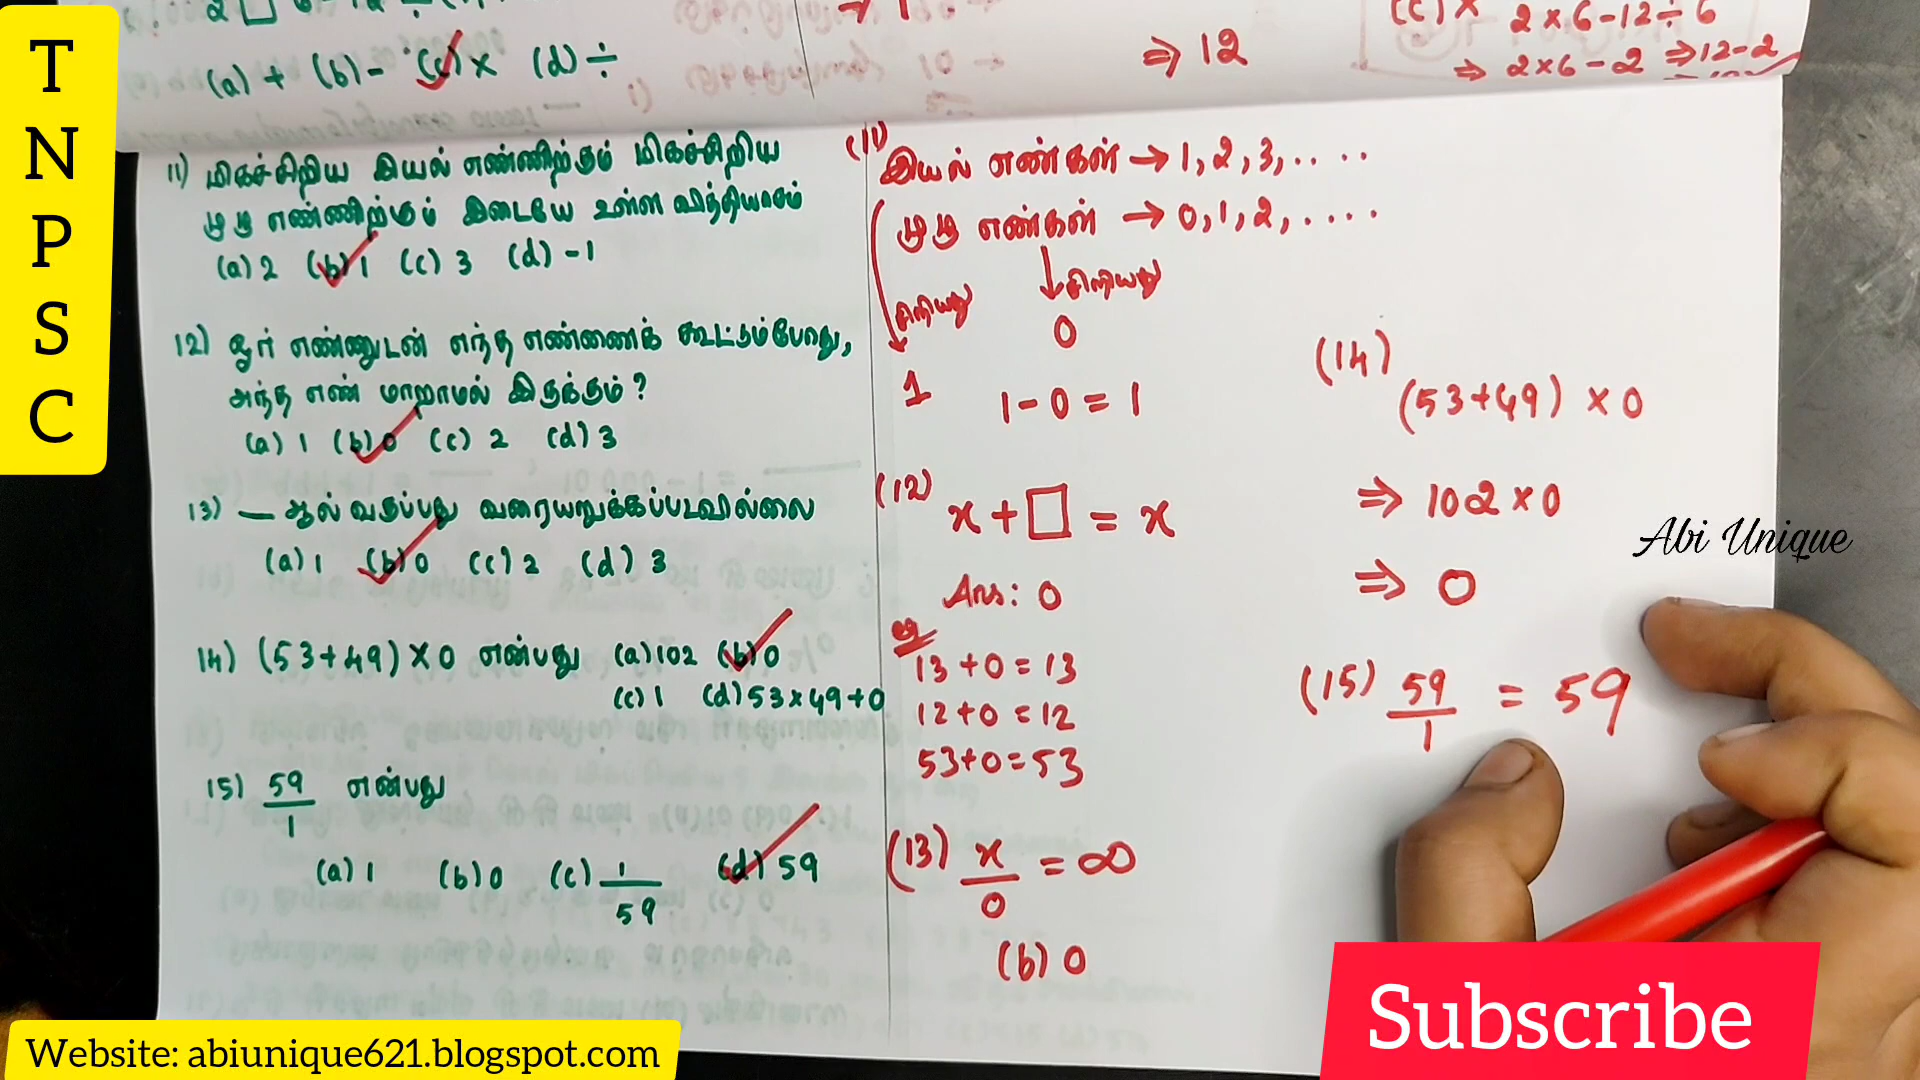 T
N
P
S
C
(a) + (b) - (c) × (d) ÷
⇒ 12
(c) × 2 × 6 - 12 ÷ 6
⇒ 2 × 6 - 2 ⇒ 12 - 2
11) மிகச்சிறிய இயல் எண்ணிற்கும் மிகச்சிறிய
முழு எண்ணிற்கும் இடையே உள்ள வித்தியாசம்
(a) 2 (b) 1 (c) 3 (d) -1
12) ஓர் எண்ணுடன் எந்த எண்ணைக் கூட்டும்போது,
அந்த எண் மாறாமல் இருக்கும்?
(a) 1 (b) 0 (c) 2 (d) 3
13) — ஆல் வகுப்பது வரையறுக்கப்படவில்லை
(a) 1 (b) 0 (c) 2 (d) 3
14) (53+49) × 0 என்பது (a) 102 (b) 0
(c) 1 (d) 53×49+0
15) 59/1 என்பது
(a) 1 (b) 0 (c) 1/59 (d) 59
(11)
இயல் எண்கள் → 1, 2, 3, ....
முழு எண்கள் → 0, 1, 2, ....
சிறியது சிறியது
1 0
1 - 0 = 1
(12) x + □ = x
Ans: 0
13 + 0 = 13
12 + 0 = 12
53 + 0 = 53
(13) x/0 = ∞
(b) 0
(14)
(53+49) × 0
⇒ 102 × 0
⇒ 0
(15) 59/1 = 59
Abi Unique
Subscribe
Website: abiunique621.blogspot.com